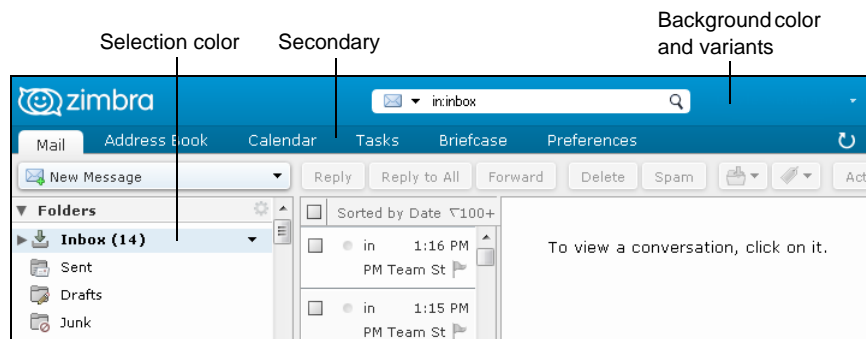 Background color
and variants
Selection color Secondary
zimbra
in:inbox
Mail Address Book Calendar Tasks Briefcase Preferences
New Message Reply Reply to All Forward Delete Spam Act
Folders Sorted by Date 100+
Inbox (14) in 1:16 PM
PM Team St
To view a conversation, click on it.
Sent
Drafts
in 1:15 PM
Junk
PM Team St